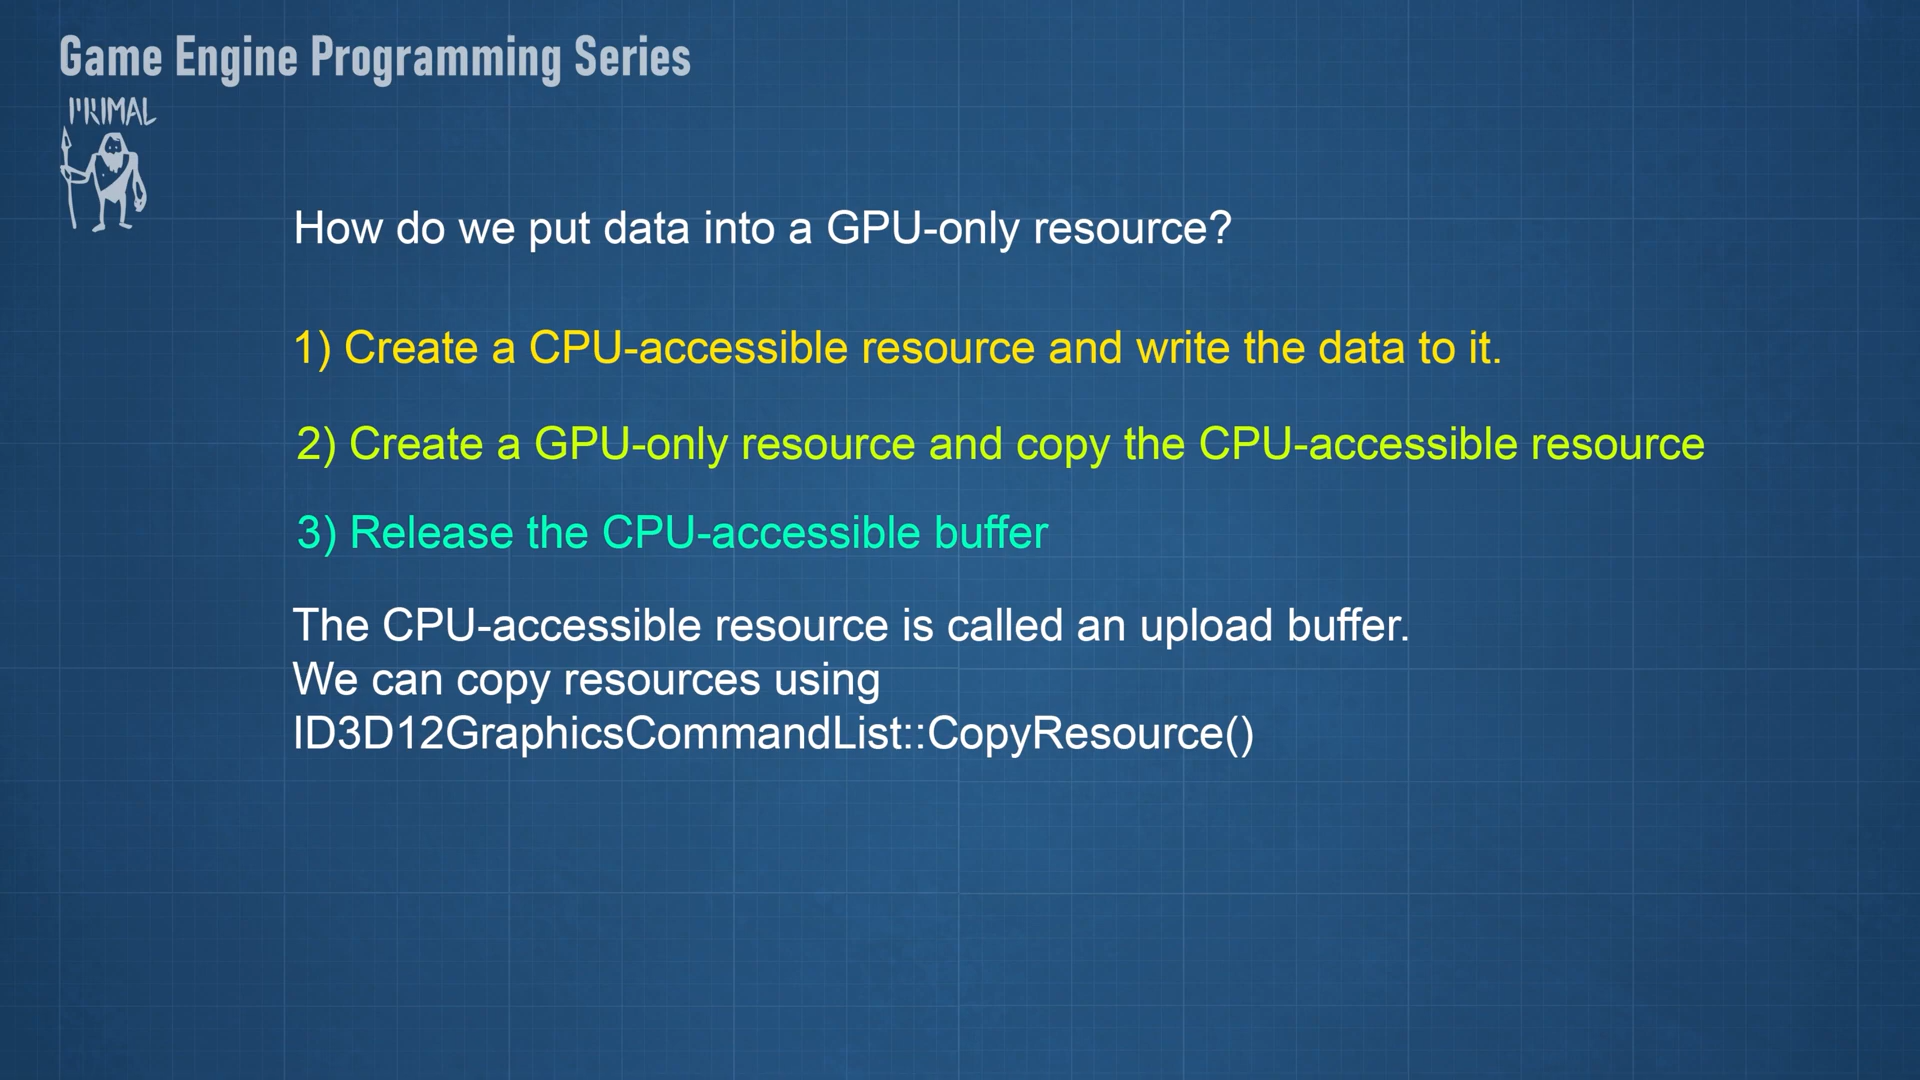 Game Engine Programming Series
PRIMAL
How do we put data into a GPU-only resource?
1) Create a CPU-accessible resource and write the data to it.
2) Create a GPU-only resource and copy the CPU-accessible resource
3) Release the CPU-accessible buffer
The CPU-accessible resource is called an upload buffer.
We can copy resources using
ID3D12GraphicsCommandList::CopyResource()